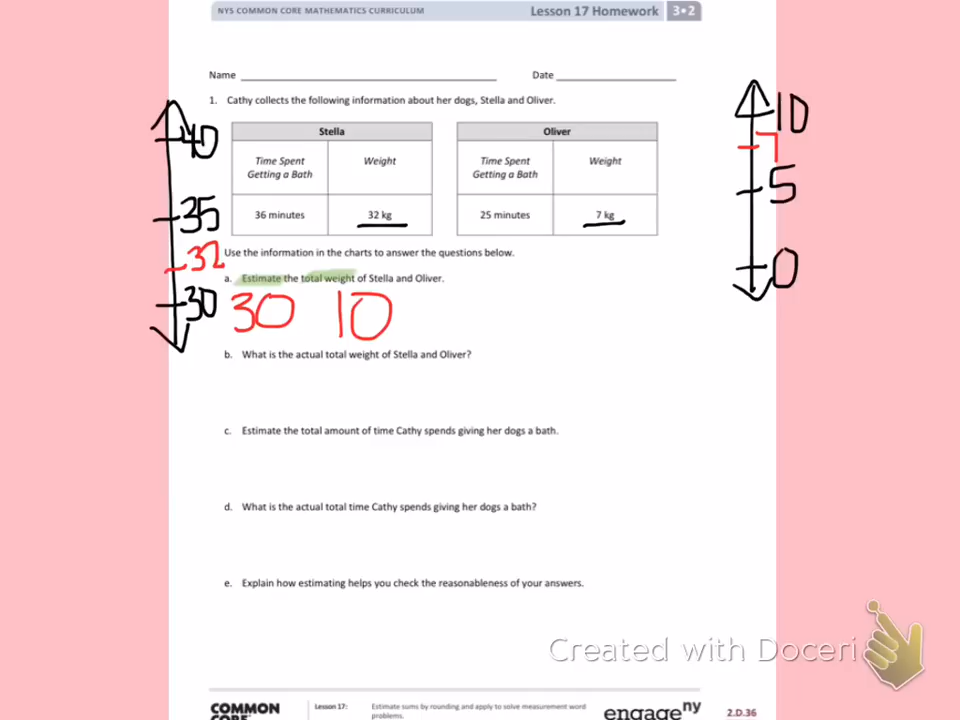 NYS COMMON CORE MATHEMATICS CURRICULUM Lesson 17 Homework 3•2
Name Date
1. Cathy collects the following information about her dogs, Stella and Oliver.
Stella Oliver
Time Spent Getting a Bath Weight Time Spent Getting a Bath Weight
36 minutes 32 kg 25 minutes 7 kg
40
35
32
30
10
7
5
0
Use the information in the charts to answer the questions below.
a. Estimate the total weight of Stella and Oliver.
30 10
b. What is the actual total weight of Stella and Oliver?
c. Estimate the total amount of time Cathy spends giving her dogs a bath.
d. What is the actual total time Cathy spends giving her dogs a bath?
e. Explain how estimating helps you check the reasonableness of your answers.
Created with Doceri
COMMON CORE Lesson 17: Estimate sums by rounding and apply to solve measurement word problems. engageny 2.D.36